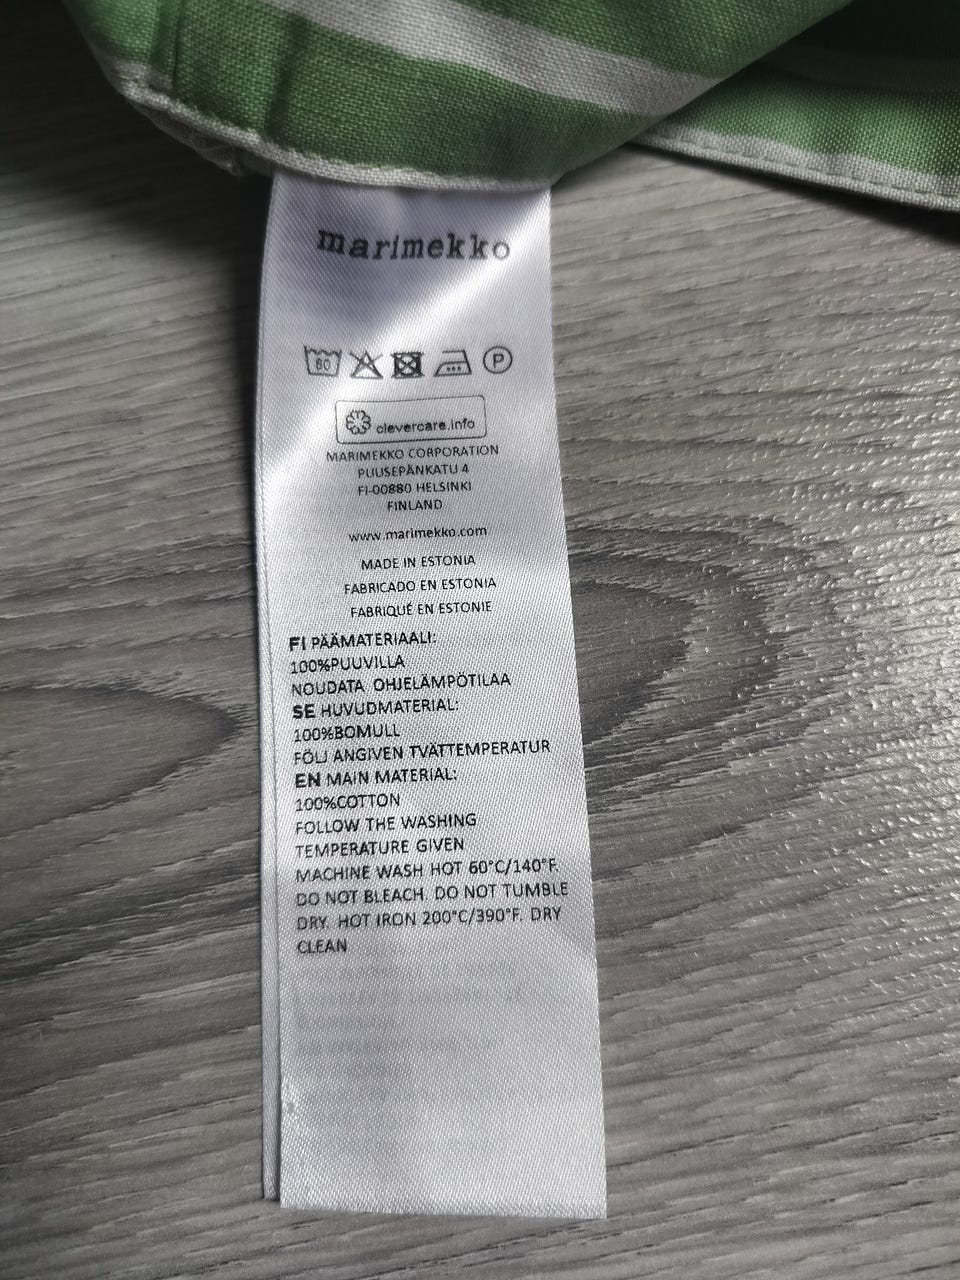 marimekko
60 P
clevercare.info
MARIMEKKO CORPORATION
PUUSEPÄNKATU 4
FI-00880 HELSINKI
FINLAND
www.marimekko.com
MADE IN ESTONIA
FABRICADO EN ESTONIA
FABRIQUÉ EN ESTONIE
FI PÄÄMATERIAALI:
100%PUUVILLA
NOUDATA OHJELÄMPÖTILAA
SE HUVUDMATERIAL:
100%BOMULL
FÖLJ ANGIVEN TVÄTTEMPERATUR
EN MAIN MATERIAL:
100%COTTON
FOLLOW THE WASHING
TEMPERATURE GIVEN
MACHINE WASH HOT 60°C/140°F.
DO NOT BLEACH. DO NOT TUMBLE
DRY. HOT IRON 200°C/390°F. DRY
CLEAN